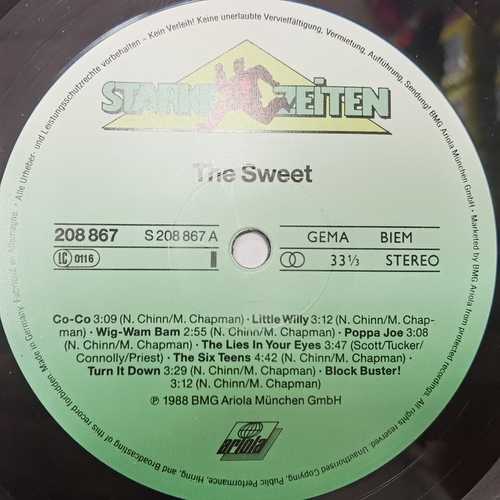 Alle Urheber- und Leistungsschutzrechte vorbehalten – Kein Verleih! Keine unerlaubte Vervielfältigung, Vermietung, Aufführung, Sendung! BMG Ariola München GmbH · Marketed by BMG Ariola
STARKE ZEITEN
The Sweet
208 867 S 208 867 A
GEMA BIEM
LC 0116
33 1/3 STEREO
Co-Co 3:09 (N. Chinn/M. Chapman) · Little Willy 3:12 (N. Chinn/M. Chap-
man) · Wig-Wam Bam 2:55 (N. Chinn/M. Chapman) · Poppa Joe 3:08
(N. Chinn/M. Chapman) · The Lies In Your Eyes 3:47 (Scott/Tucker/
Connolly/Priest) · The Six Teens 4:42 (N. Chinn/M. Chapman) ·
Turn It Down 3:29 (N. Chinn/M. Chapman) · Block Buster!
3:12 (N. Chinn/M. Chapman)
℗ 1988 BMG Ariola München GmbH
ariola
from protected recordings. All rights reserved. Unauthorised Copying, Public Performance, Hiring, and Broadcasting of this record forbidden. Made in Germany.